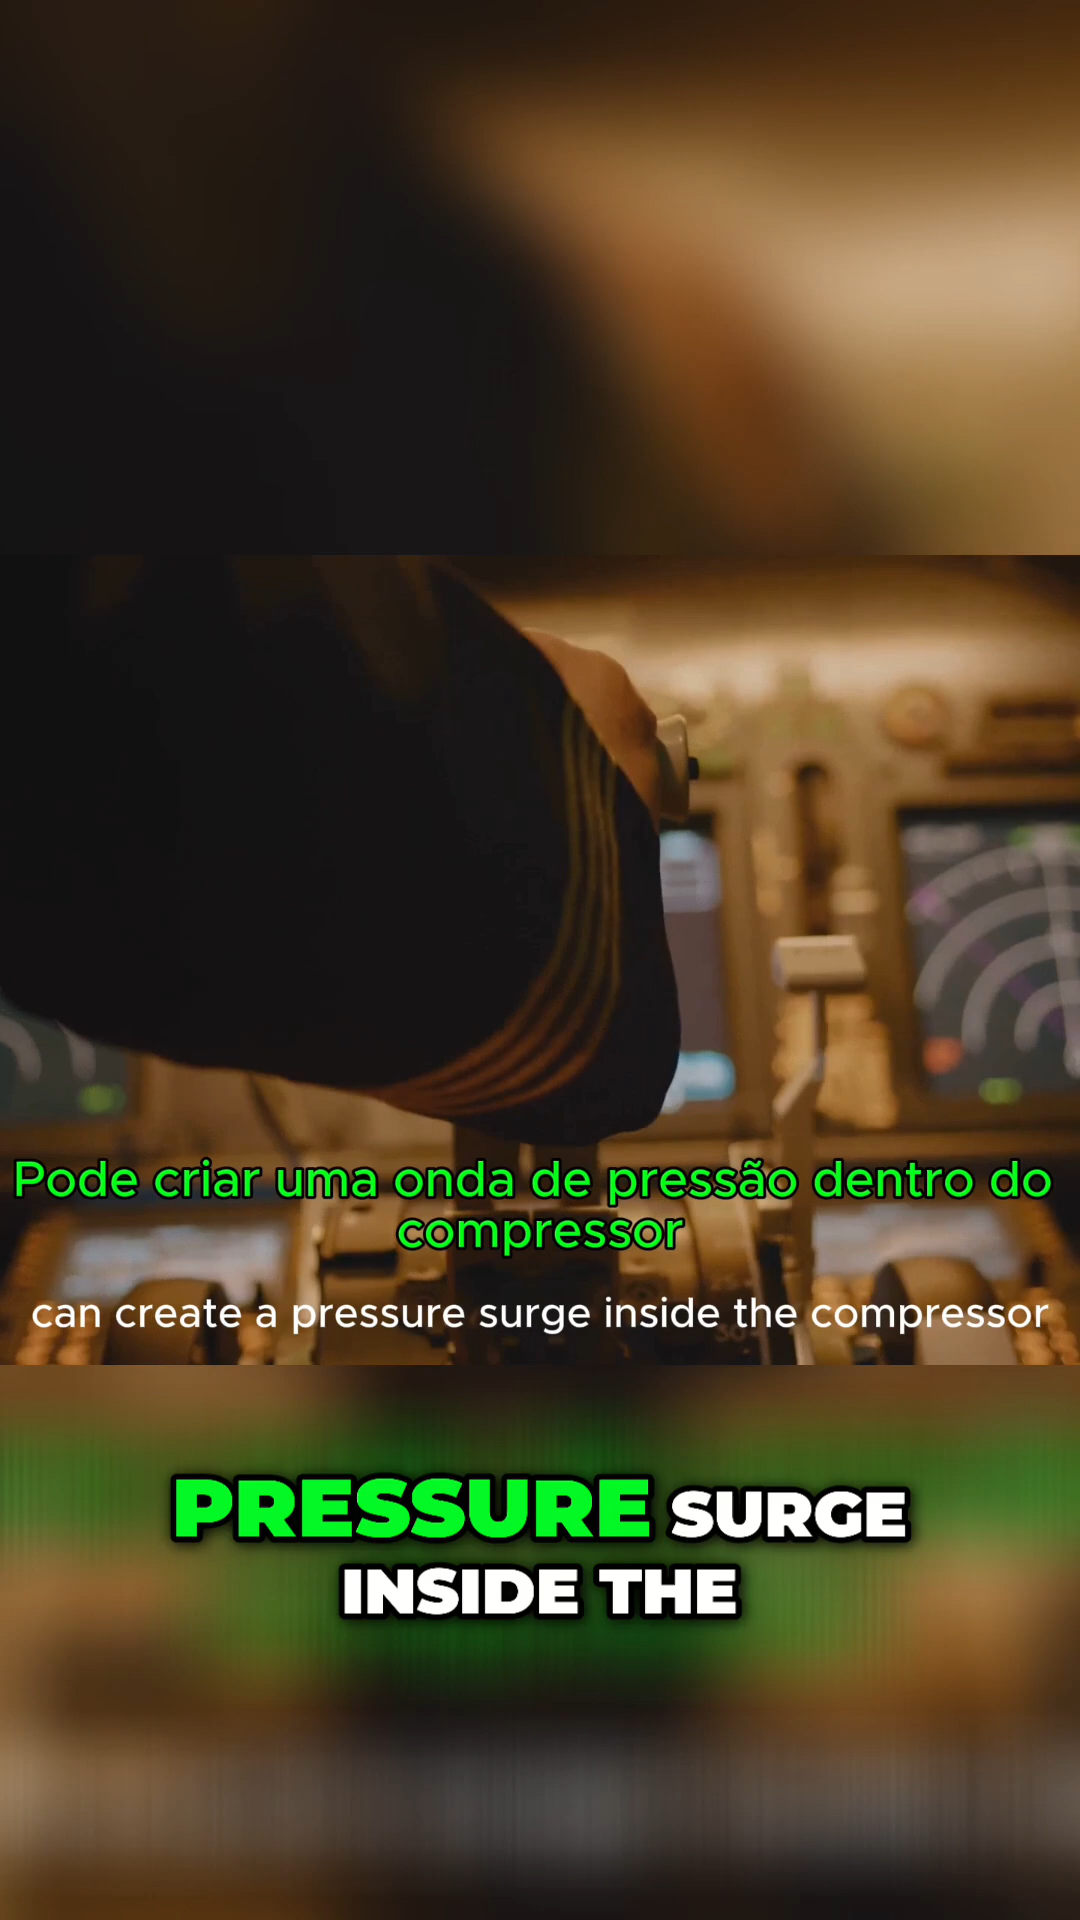 Pode criar uma onda de pressão dentro do
compressor
can create a pressure surge inside the compressor
PRESSURE SURGE
INSIDE THE